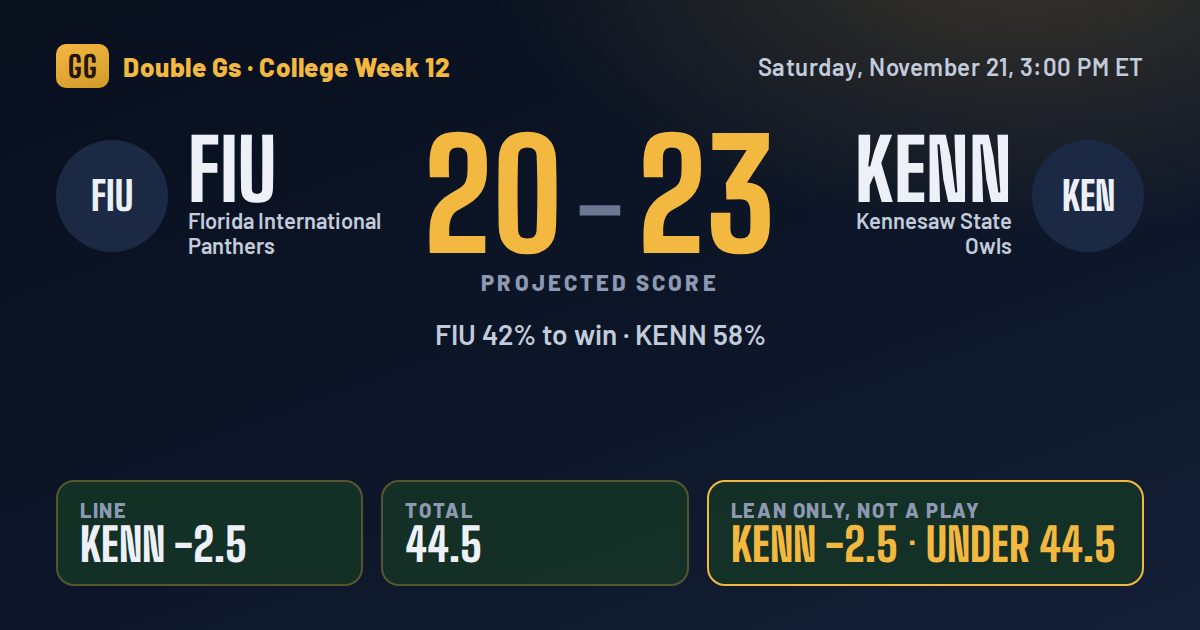 GG Double Gs · College Week 12
Saturday, November 21, 3:00 PM ET
FIU
FIU
Florida International
Panthers
20 – 23
PROJECTED SCORE
FIU 42% to win · KENN 58%
KENN
Kennesaw State
Owls
KEN
LINE
KENN −2.5
TOTAL
44.5
LEAN ONLY, NOT A PLAY
KENN −2.5 · UNDER 44.5